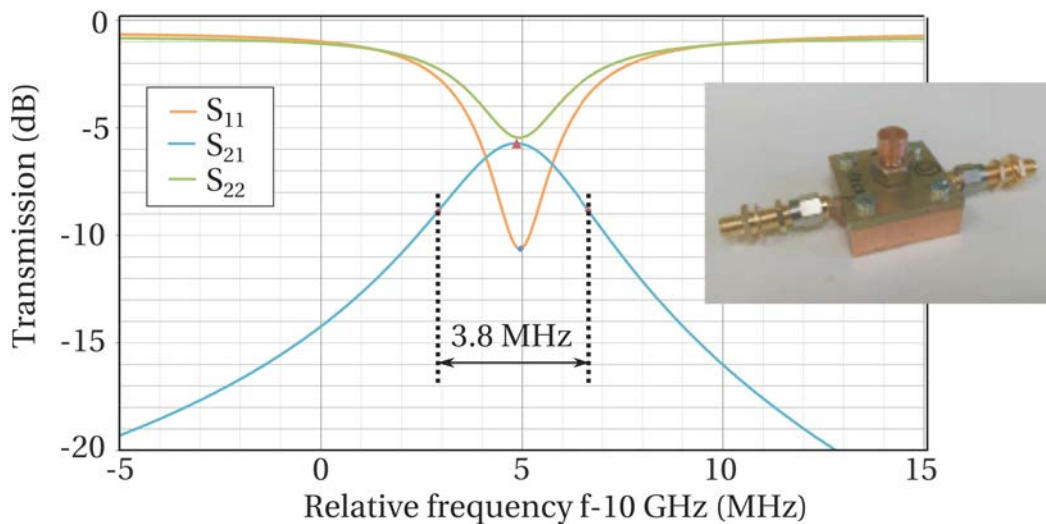 0
-5
-10
-15
-20
Transmission (dB)
S₁₁
S₂₁
S₂₂
3.8 MHz
-5 0 5 10 15
Relative frequency f-10 GHz (MHz)